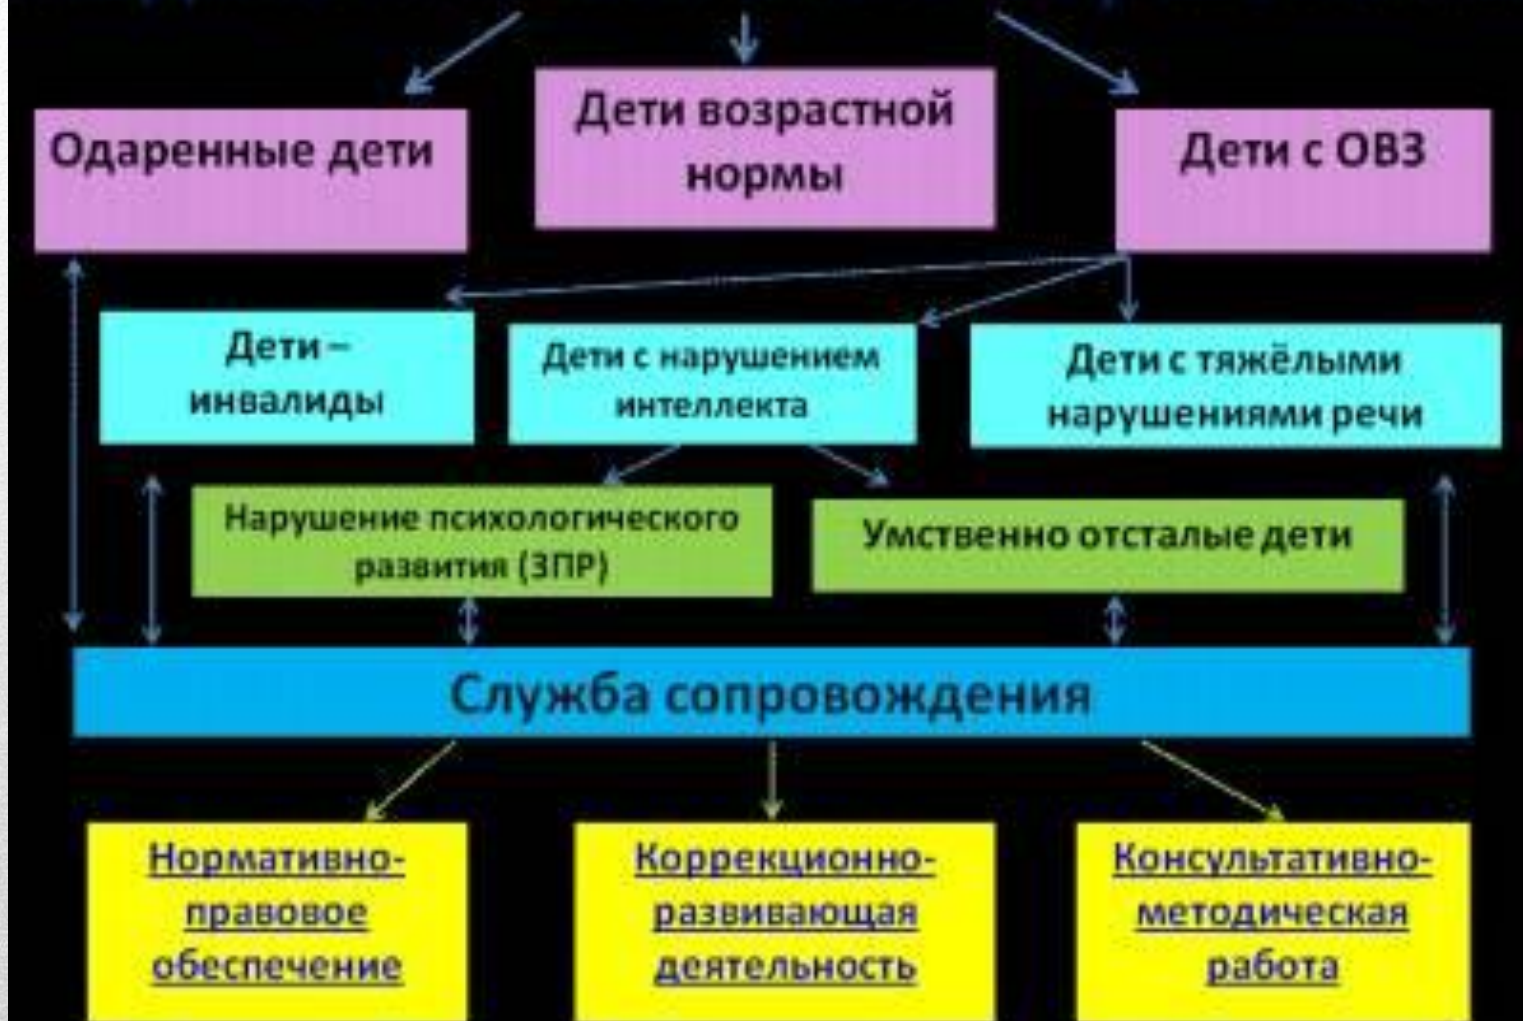 Одаренные дети
Дети возрастной
нормы
Дети с ОВЗ
Дети –
инвалиды
Дети с нарушением
интеллекта
Дети с тяжёлыми
нарушениями речи
Нарушение психологического
развития (ЗПР)
Умственно отсталые дети
Служба сопровождения
Нормативно-
правовое
обеспечение
Коррекционно-
развивающая
деятельность
Консультативно-
методическая
работа